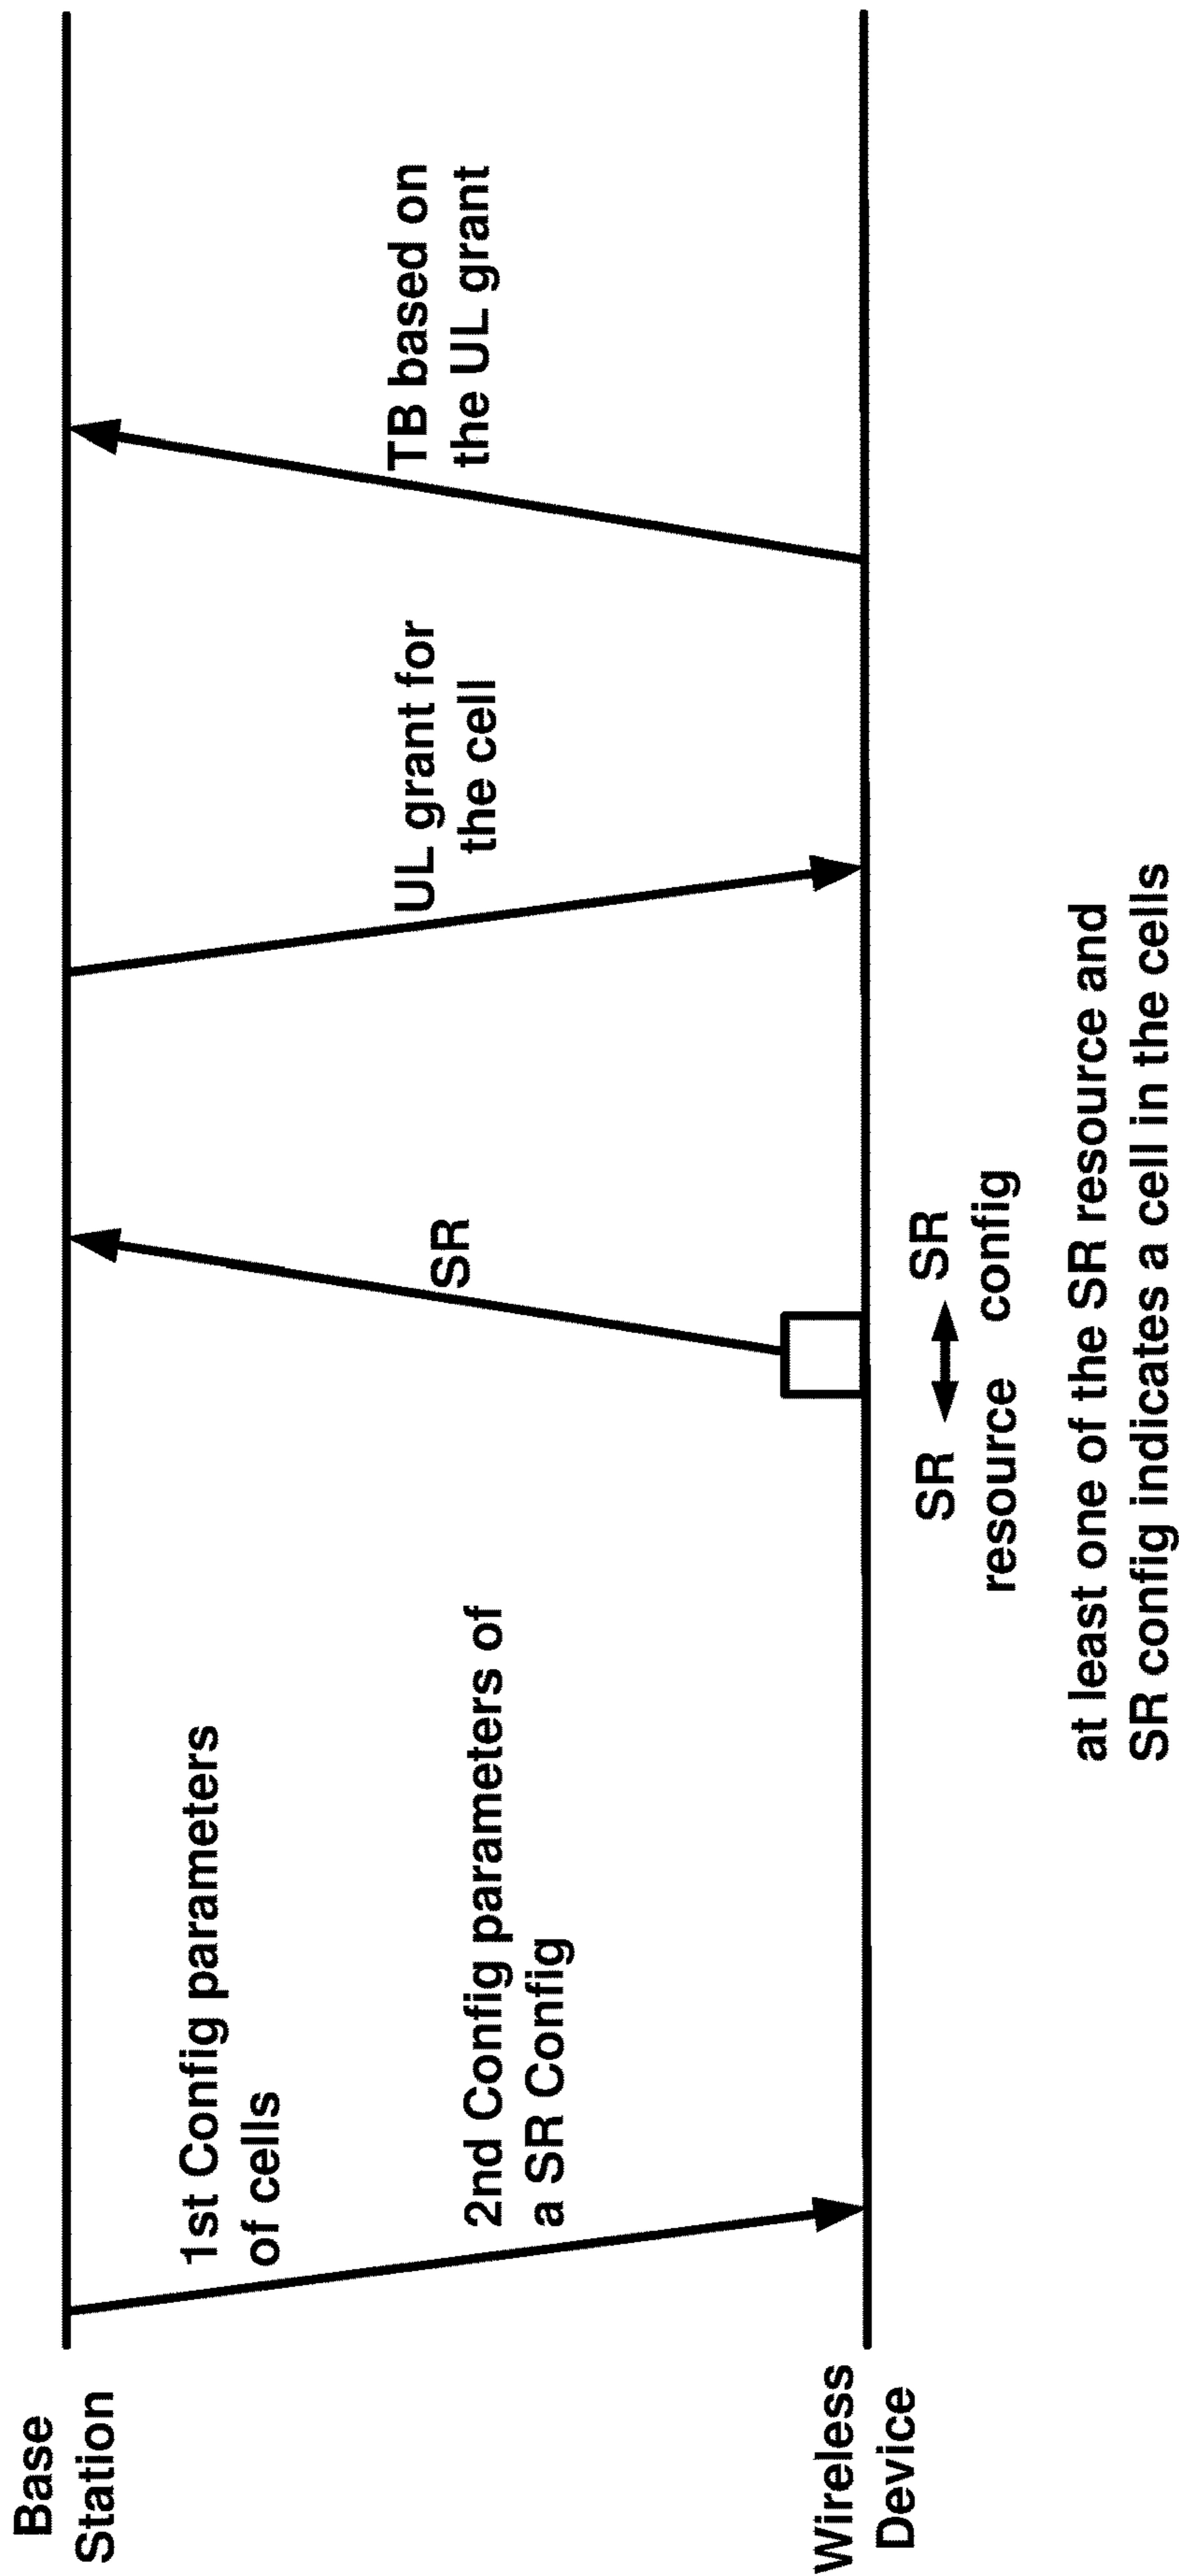 Base
Station
1st Config parameters
of cells
2nd Config parameters of
a SR Config
SR
UL grant for
the cell
TB based on
the UL grant
Wireless
Device
SR
resource
SR
config
at least one of the SR resource and
SR config indicates a cell in the cells